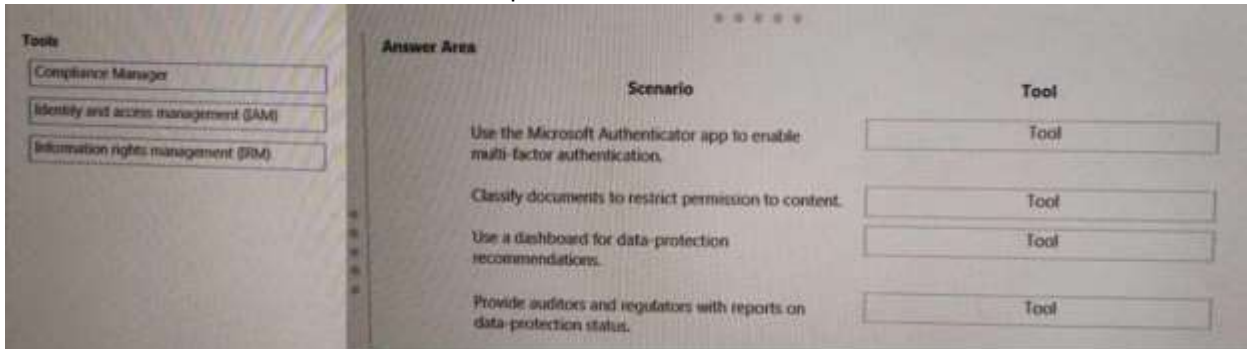 Tools
Compliance Manager
Identity and access management (IAM)
Information rights management (IRM)
Answer Area
Scenario
Tool
Use the Microsoft Authenticator app to enable
multi-factor authentication.
Tool
Classify documents to restrict permission to content.
Tool
Use a dashboard for data-protection
recommendations.
Tool
Provide auditors and regulators with reports on
data-protection status.
Tool